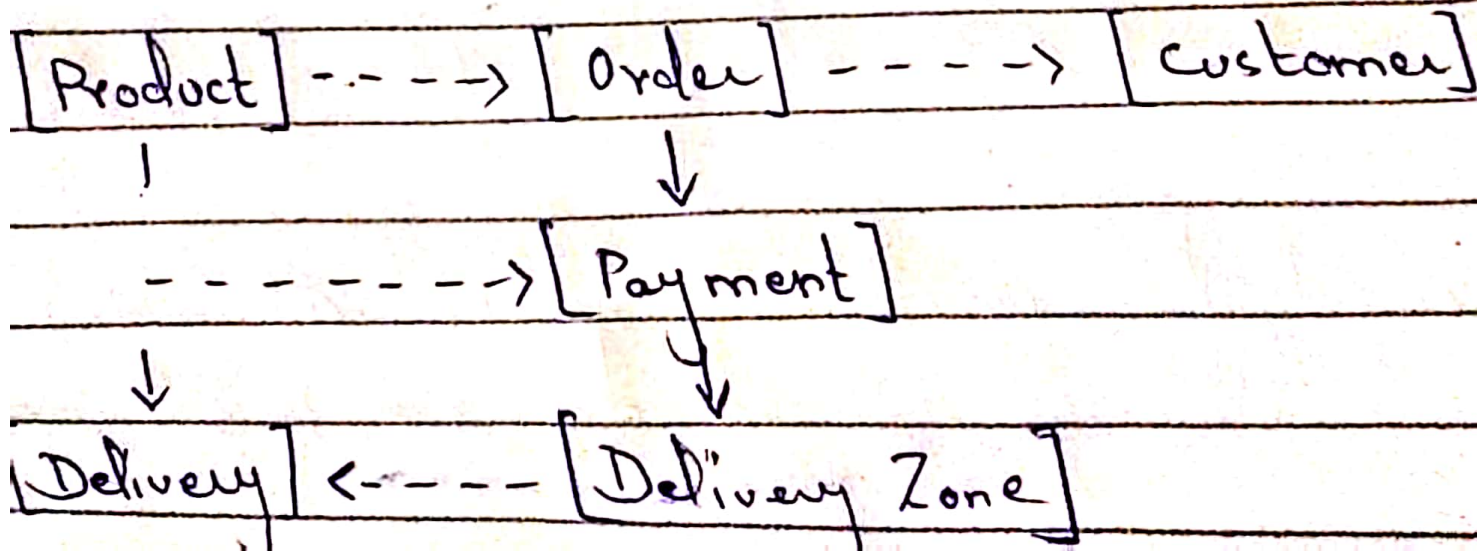 [Product] ----> [Order] ----> [Customer]
[Payment]
[Delivery] <---- [Delivery Zone]